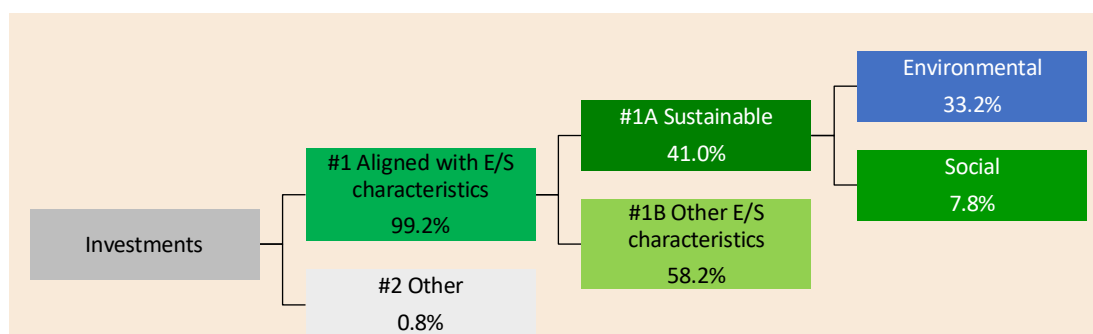 Investments
#1 Aligned with E/S
characteristics
99.2%
#2 Other
0.8%
#1A Sustainable
41.0%
#1B Other E/S
characteristics
58.2%
Environmental
33.2%
Social
7.8%